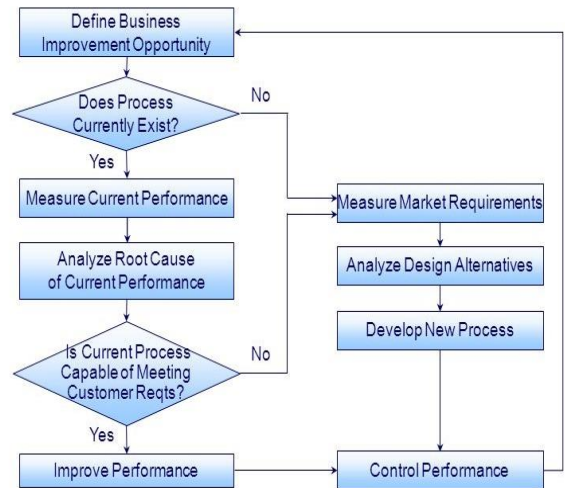 Define Business
Improvement Opportunity
Does Process
Currently Exist?
No
Yes
Measure Current Performance
Measure Market Requirements
Analyze Root Cause
of Current Performance
Analyze Design Alternatives
Develop New Process
Is Current Process
Capable of Meeting
Customer Reqts?
No
Yes
Improve Performance
Control Performance